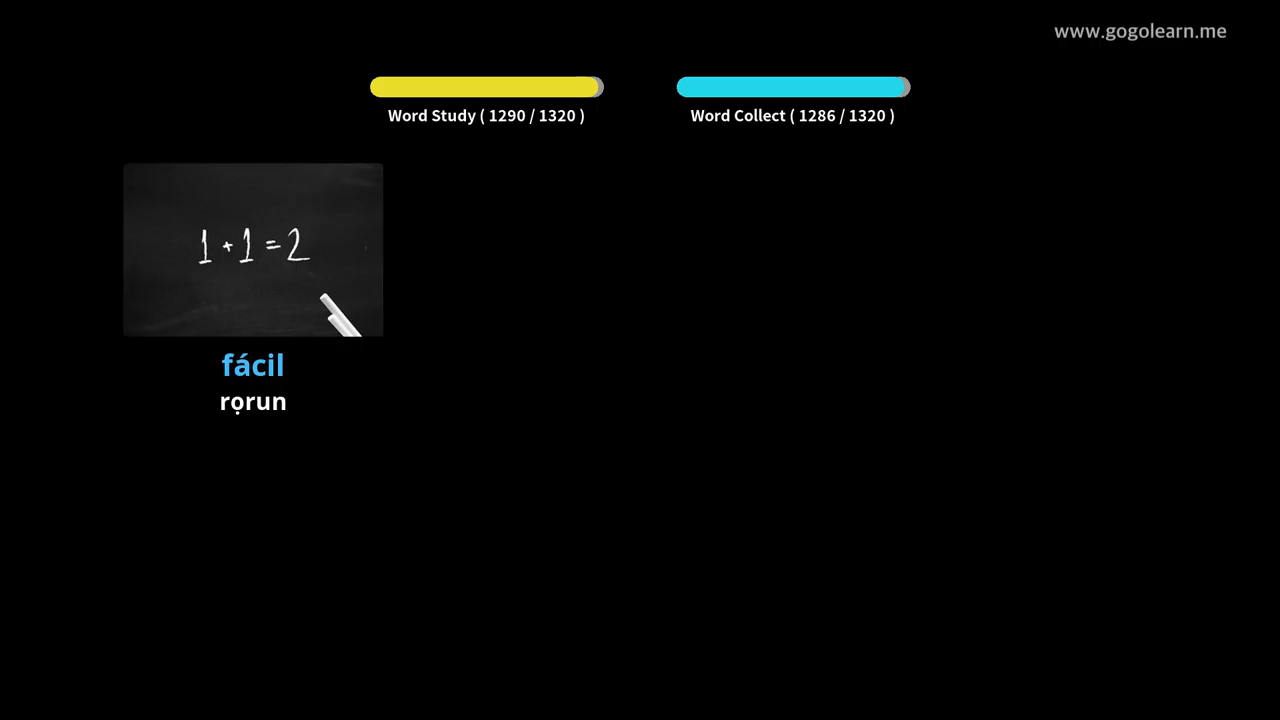 www.gogolearn.me
Word Study ( 1290 / 1320 )
Word Collect ( 1286 / 1320 )
1 + 1 = 2
fácil
rọrun